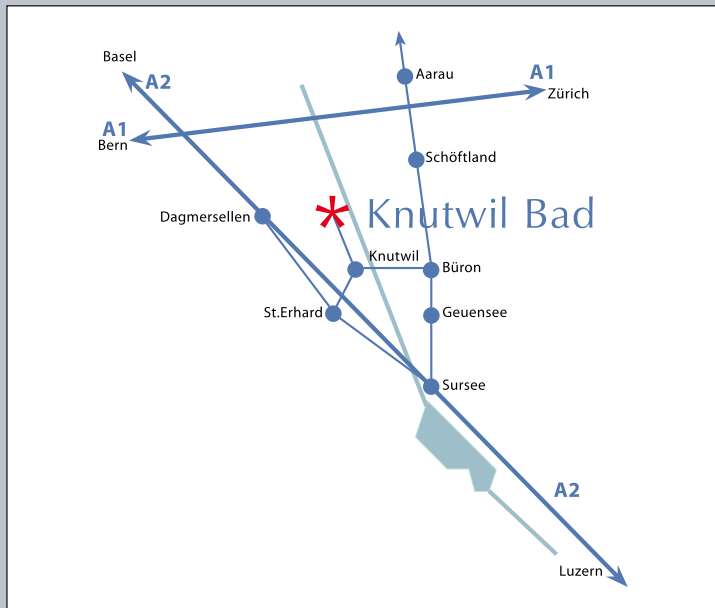 Basel
A2
Aarau
A1
Zürich
A1
Bern
Schöftland
Dagmersellen
Knutwil Bad
Knutwil
Büron
St.Erhard
Geuensee
Sursee
A2
Luzern